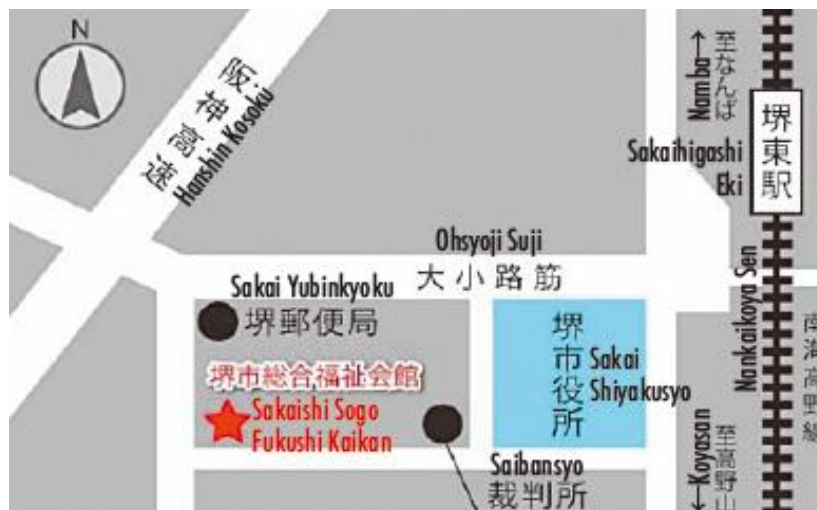 N
阪神高速
Hanshin Kosoku
Namba→
至なんば
Sakaihigashi
Eki
堺東駅
Ohsyoji Suji
大小路筋
Sakai Yubinkyoku
堺郵便局
堺市総合福祉会館
Sakaishi Sogo
Fukushi Kaikan
堺市役所
Sakai
Shiyakusyo
Nankaikoya Sen
南海高野線
Saibansyo
裁判所
←Koyasan
至高野山